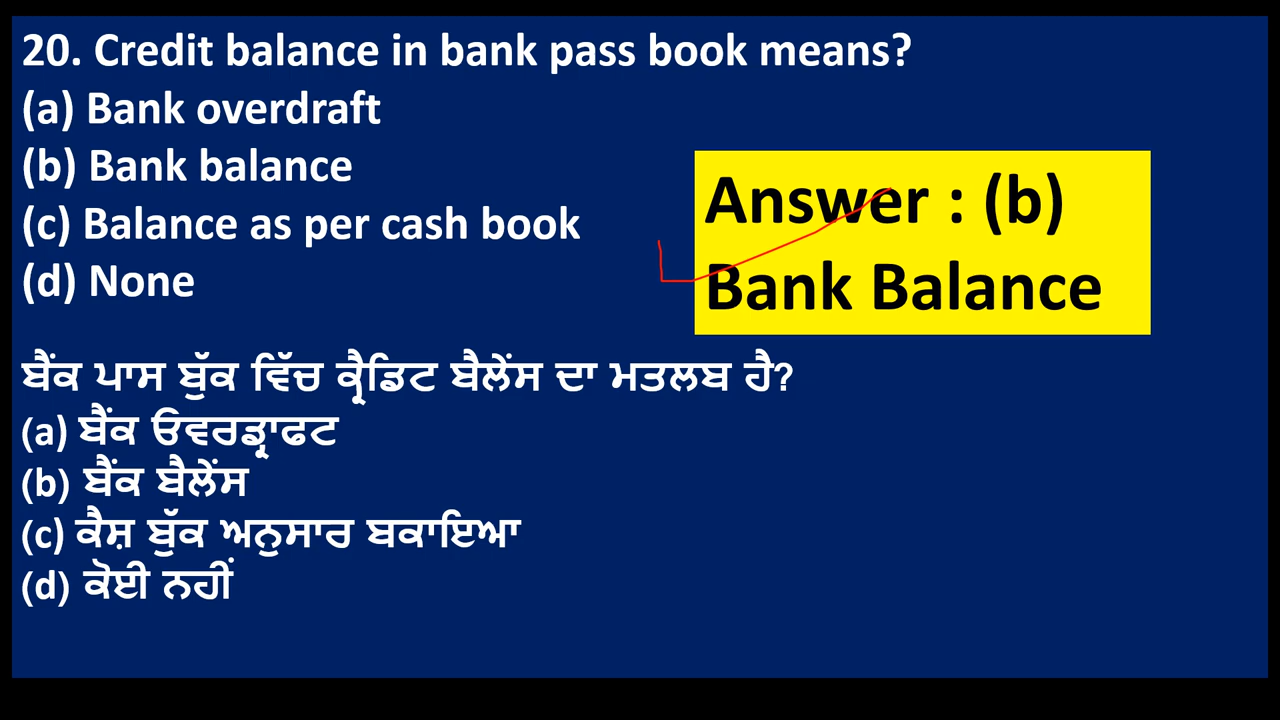 20. Credit balance in bank pass book means?
(a) Bank overdraft
(b) Bank balance
(c) Balance as per cash book
(d) None
Answer : (b)
Bank Balance
ਬੈਂਕ ਪਾਸ ਬੁੱਕ ਵਿੱਚ ਕ੍ਰੈਡਿਟ ਬੈਲੇਂਸ ਦਾ ਮਤਲਬ ਹੈ?
(a) ਬੈਂਕ ਓਵਰਡ੍ਰਾਫਟ
(b) ਬੈਂਕ ਬੈਲੇਂਸ
(c) ਕੈਸ਼ ਬੁੱਕ ਅਨੁਸਾਰ ਬਕਾਇਆ
(d) ਕੋਈ ਨਹੀਂ